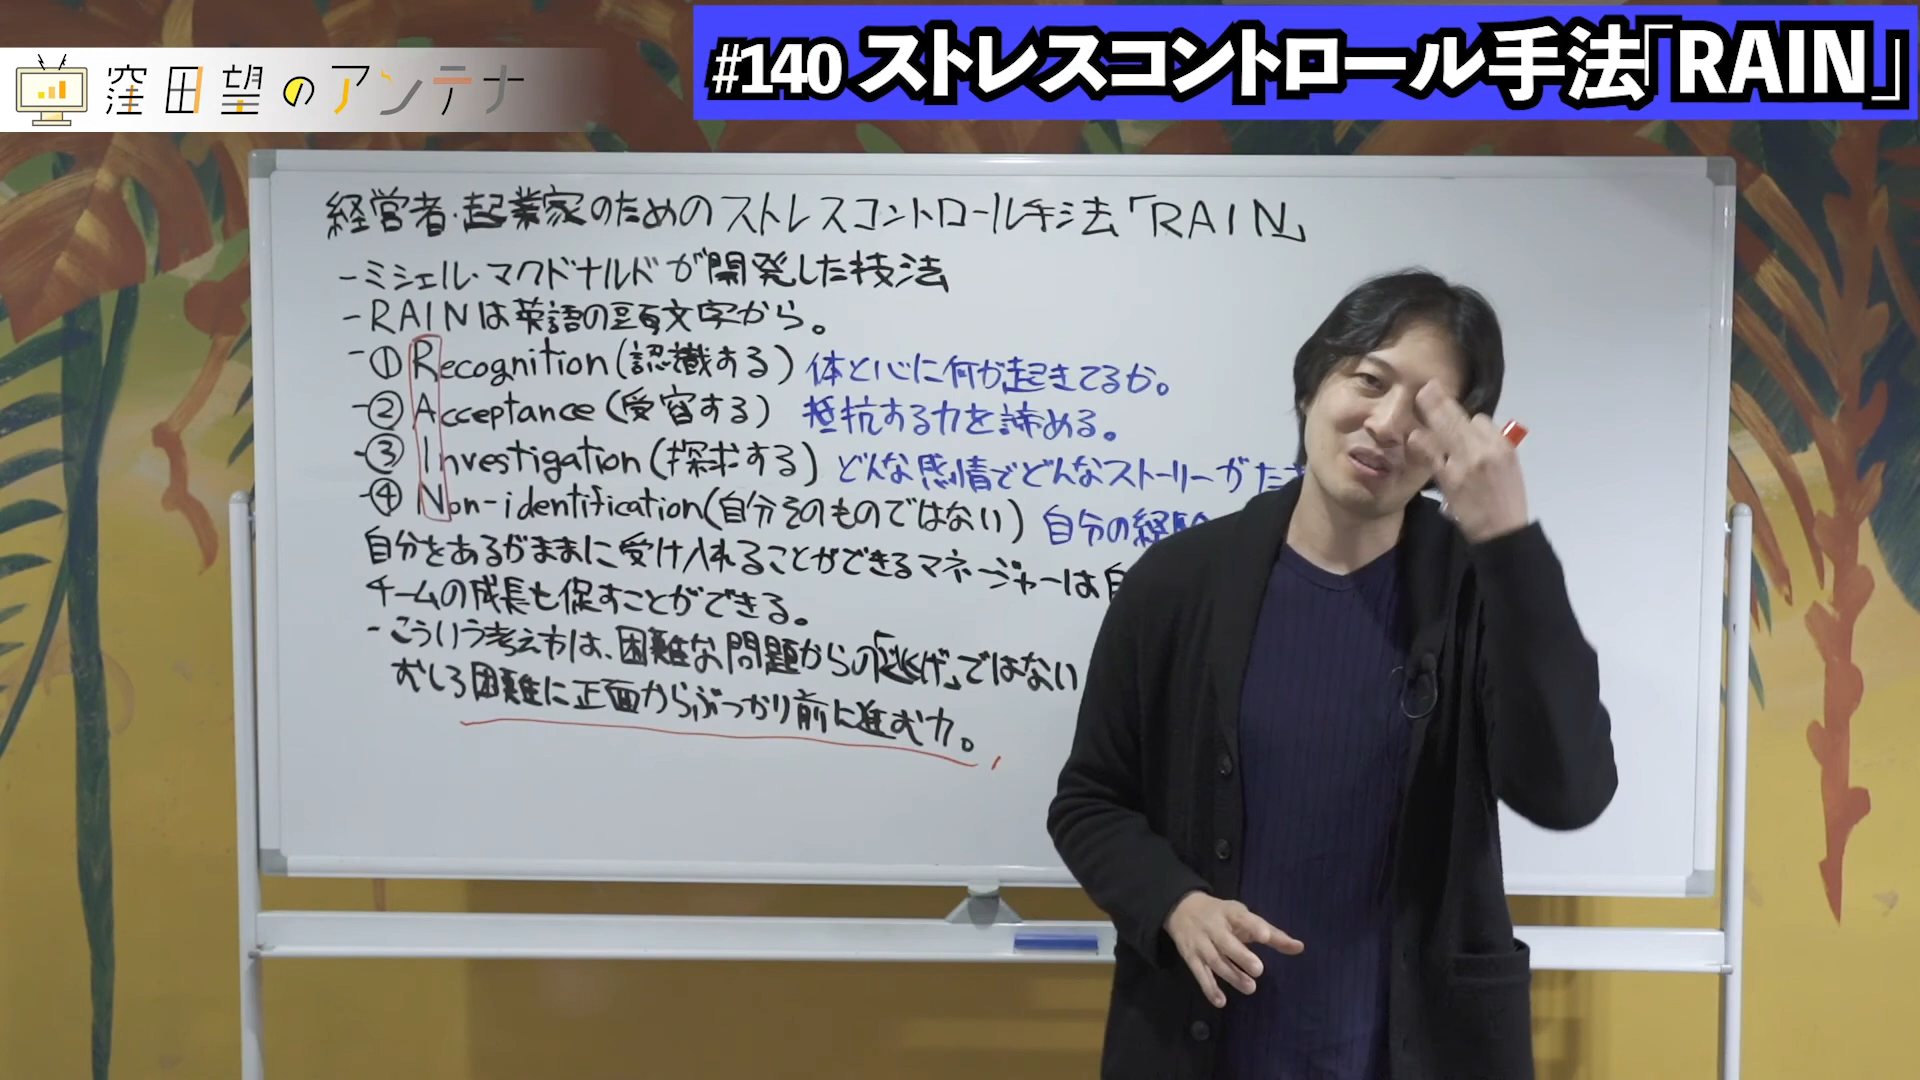 窪田望のアンテナ
#140 ストレスコントロール手法「RAIN」
経営者・起業家のためのストレスコントロール手法「RAIN」
-ミシェル・マクドナルドが開発した技法
-RAINは英語の頭文字から。
-① Recognition(認識する) 体と心に何が起きてるか。
-② Acceptance(受容する) 抵抗する力を諦める。
-③ Investigation(探求する) どんな感情でどんなストーリーが
-④ Non-identification(自分そのものではない) 自分の経験
自分をあるがままに受け入れることができるマネージャーは自
チームの成長も促すことができる。
-こういう考え方は、困難な問題からの「逃げ」ではない
むしろ困難に正面からぶつかり前に進む力。